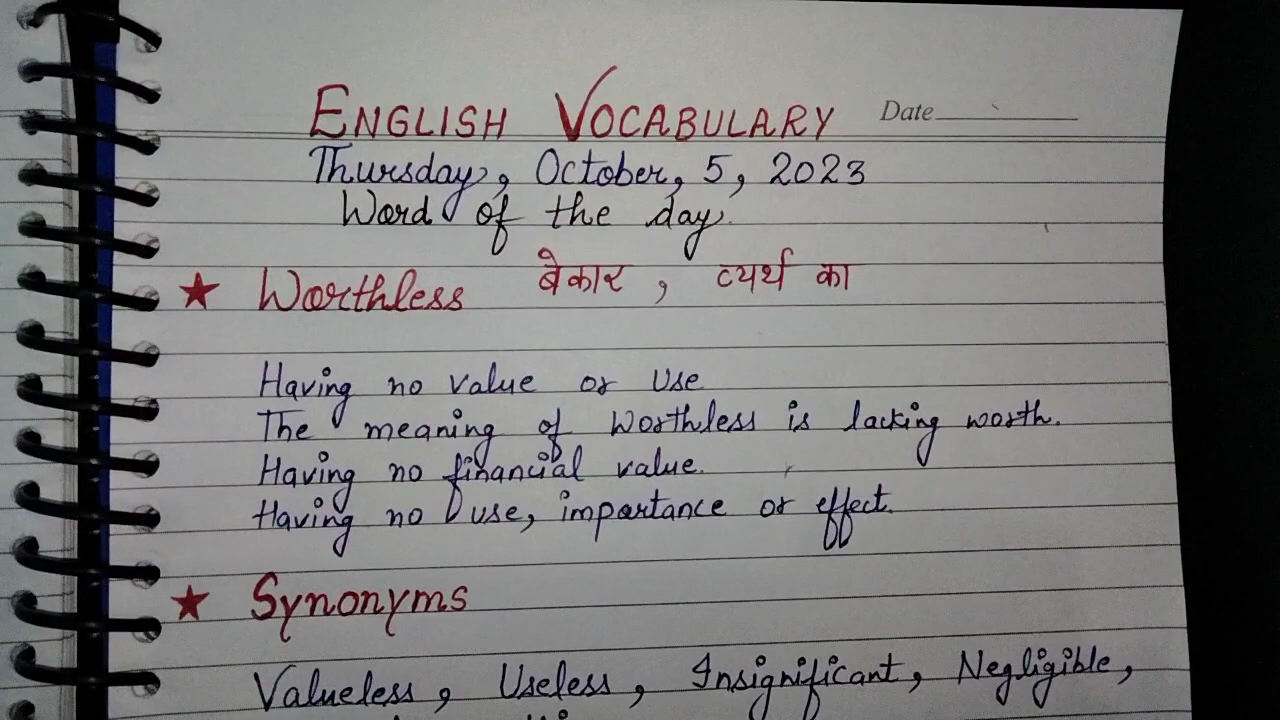 ENGLISH VOCABULARY Date
Thursday, October, 5, 2023
Word of the day.
★ Worthless बेकार, व्यर्थ का
Having no value or use
The meaning of worthless is lacking worth.
Having no financial value.
Having no use, importance or effect.
★ Synonyms
Valueless, Useless, Insignificant, Negligible,